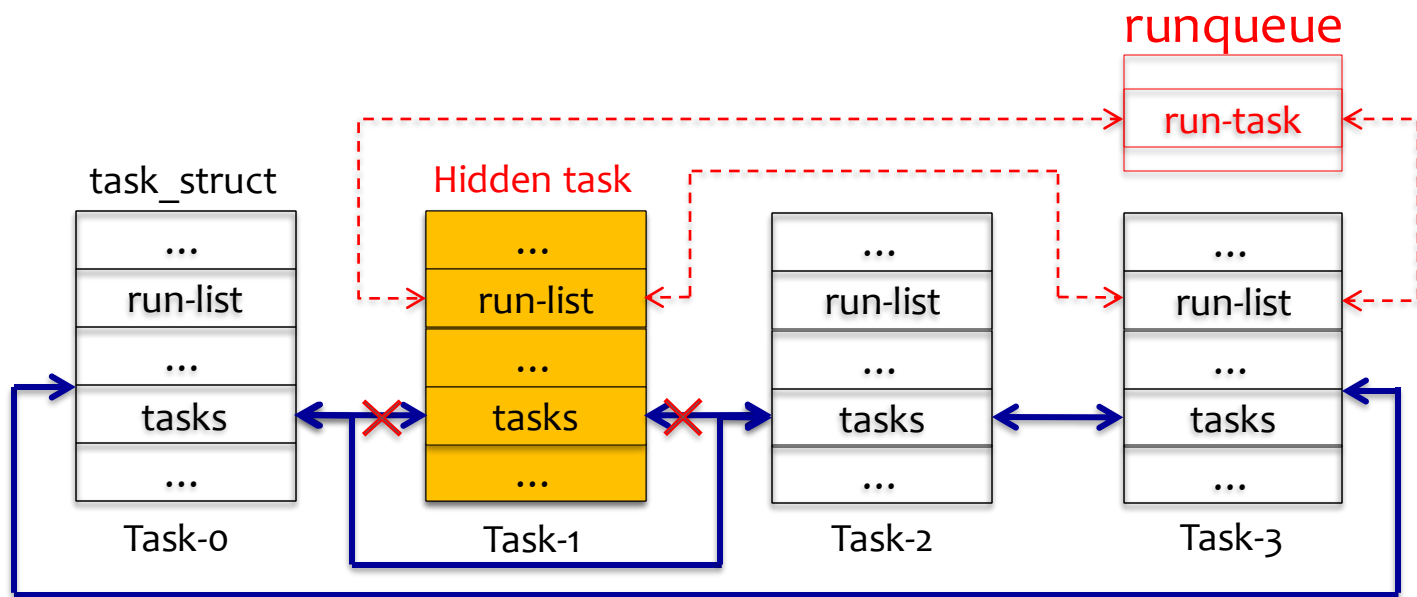 runqueue
run-task
task_struct
Hidden task
...
...
...
...
run-list
run-list
run-list
run-list
...
...
...
...
tasks
tasks
tasks
tasks
...
...
...
...
Task-0
Task-1
Task-2
Task-3